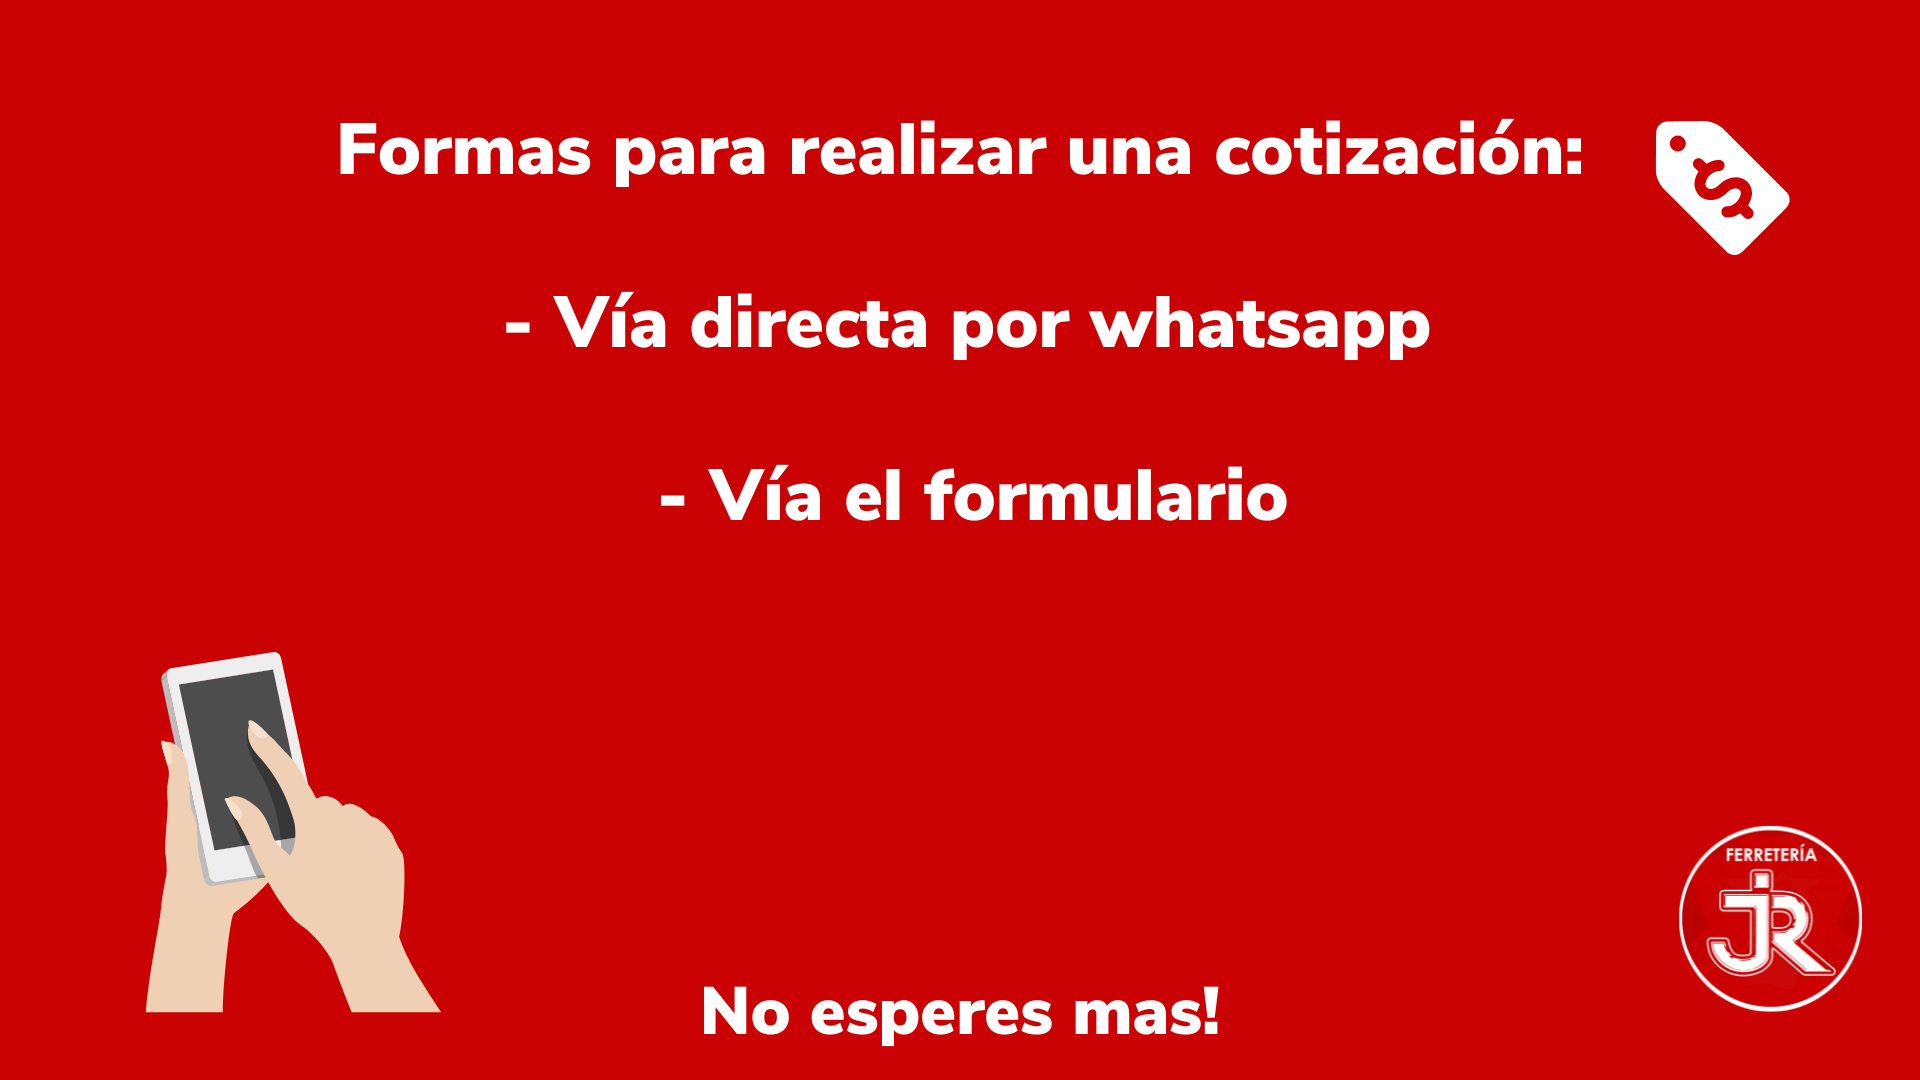 Formas para realizar una cotización:
$
- Vía directa por whatsapp
- Vía el formulario
FERRETERÍA
JR
No esperes mas!